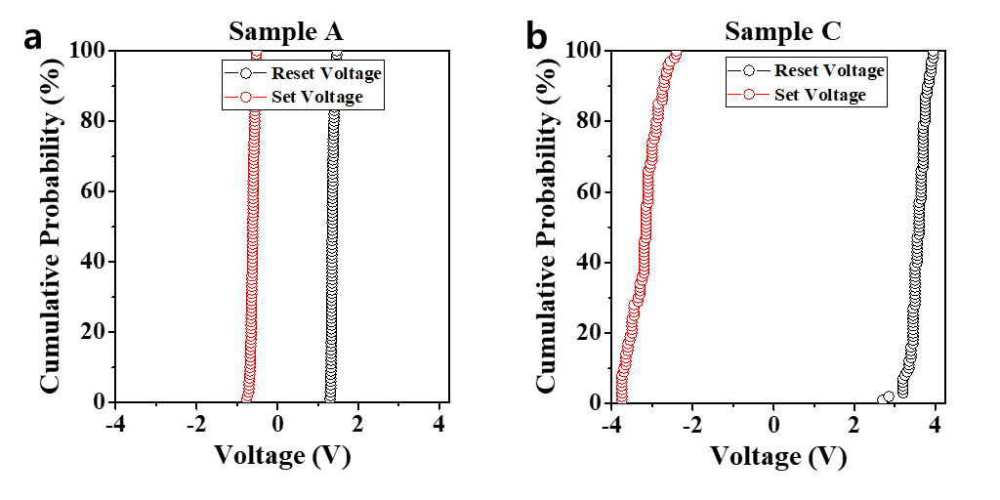 a
Sample A
100
80
60
40
20
0
Cumulative Probability (%)
Reset Voltage
Set Voltage
-4
-2
0
2
4
Voltage (V)
b
Sample C
100
80
60
40
20
0
Cumulative Probability (%)
Reset Voltage
Set Voltage
-4
-2
0
2
4
Voltage (V)